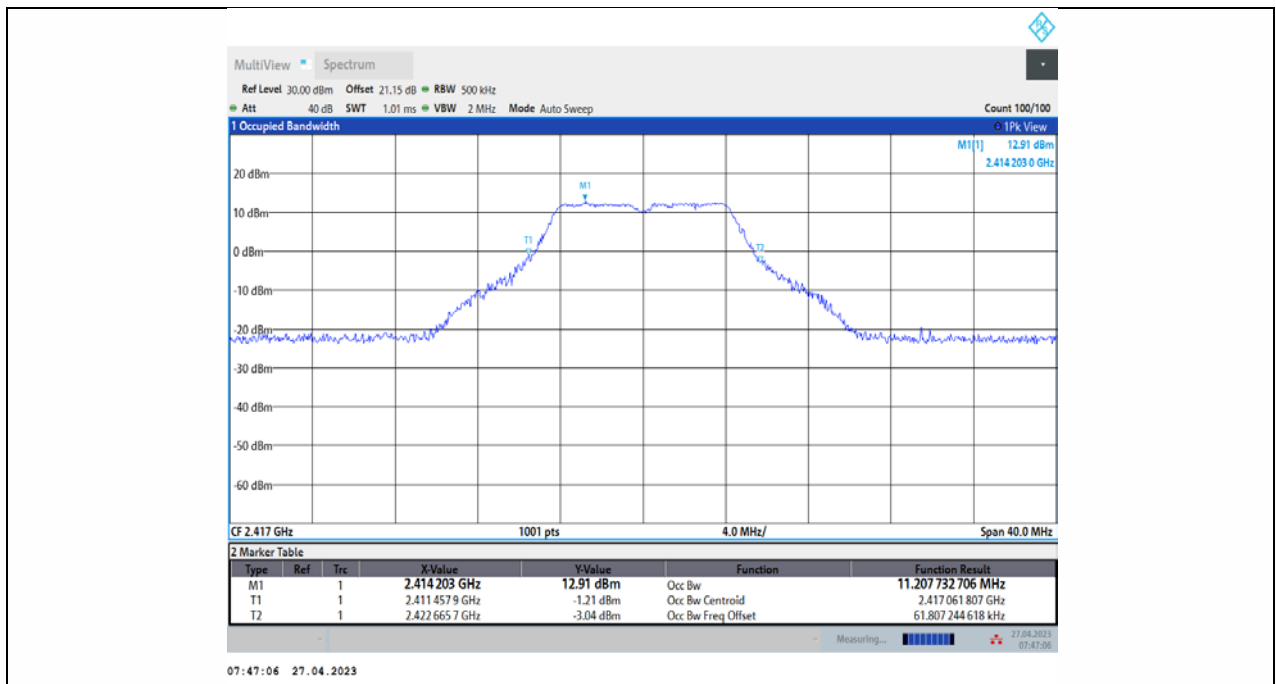 R&S
MultiView Spectrum
Ref Level 30.00 dBm Offset 21.15 dB RBW 500 kHz
Att 40 dB SWT 1.01 ms VBW 2 MHz Mode Auto Sweep Count 100/100
1 Occupied Bandwidth 1Pk View
M1[1] 12.91 dBm
2.414 203 0 GHz
20 dBm
M1
10 dBm
T1
T2
0 dBm
-10 dBm
-20 dBm
-30 dBm
-40 dBm
-50 dBm
-60 dBm
CF 2.417 GHz 1001 pts 4.0 MHz/ Span 40.0 MHz
2 Marker Table
Type Ref Trc X-Value Y-Value Function Function Result
M1 1 2.414 203 GHz 12.91 dBm Occ Bw 11.207 732 706 MHz
T1 1 2.411 457 9 GHz -1.21 dBm Occ Bw Centroid 2.417 061 807 GHz
T2 1 2.422 665 7 GHz -3.04 dBm Occ Bw Freq Offset 61.807 244 618 kHz
Measuring... 27.04.2023
07:47:06
07:47:06 27.04.2023